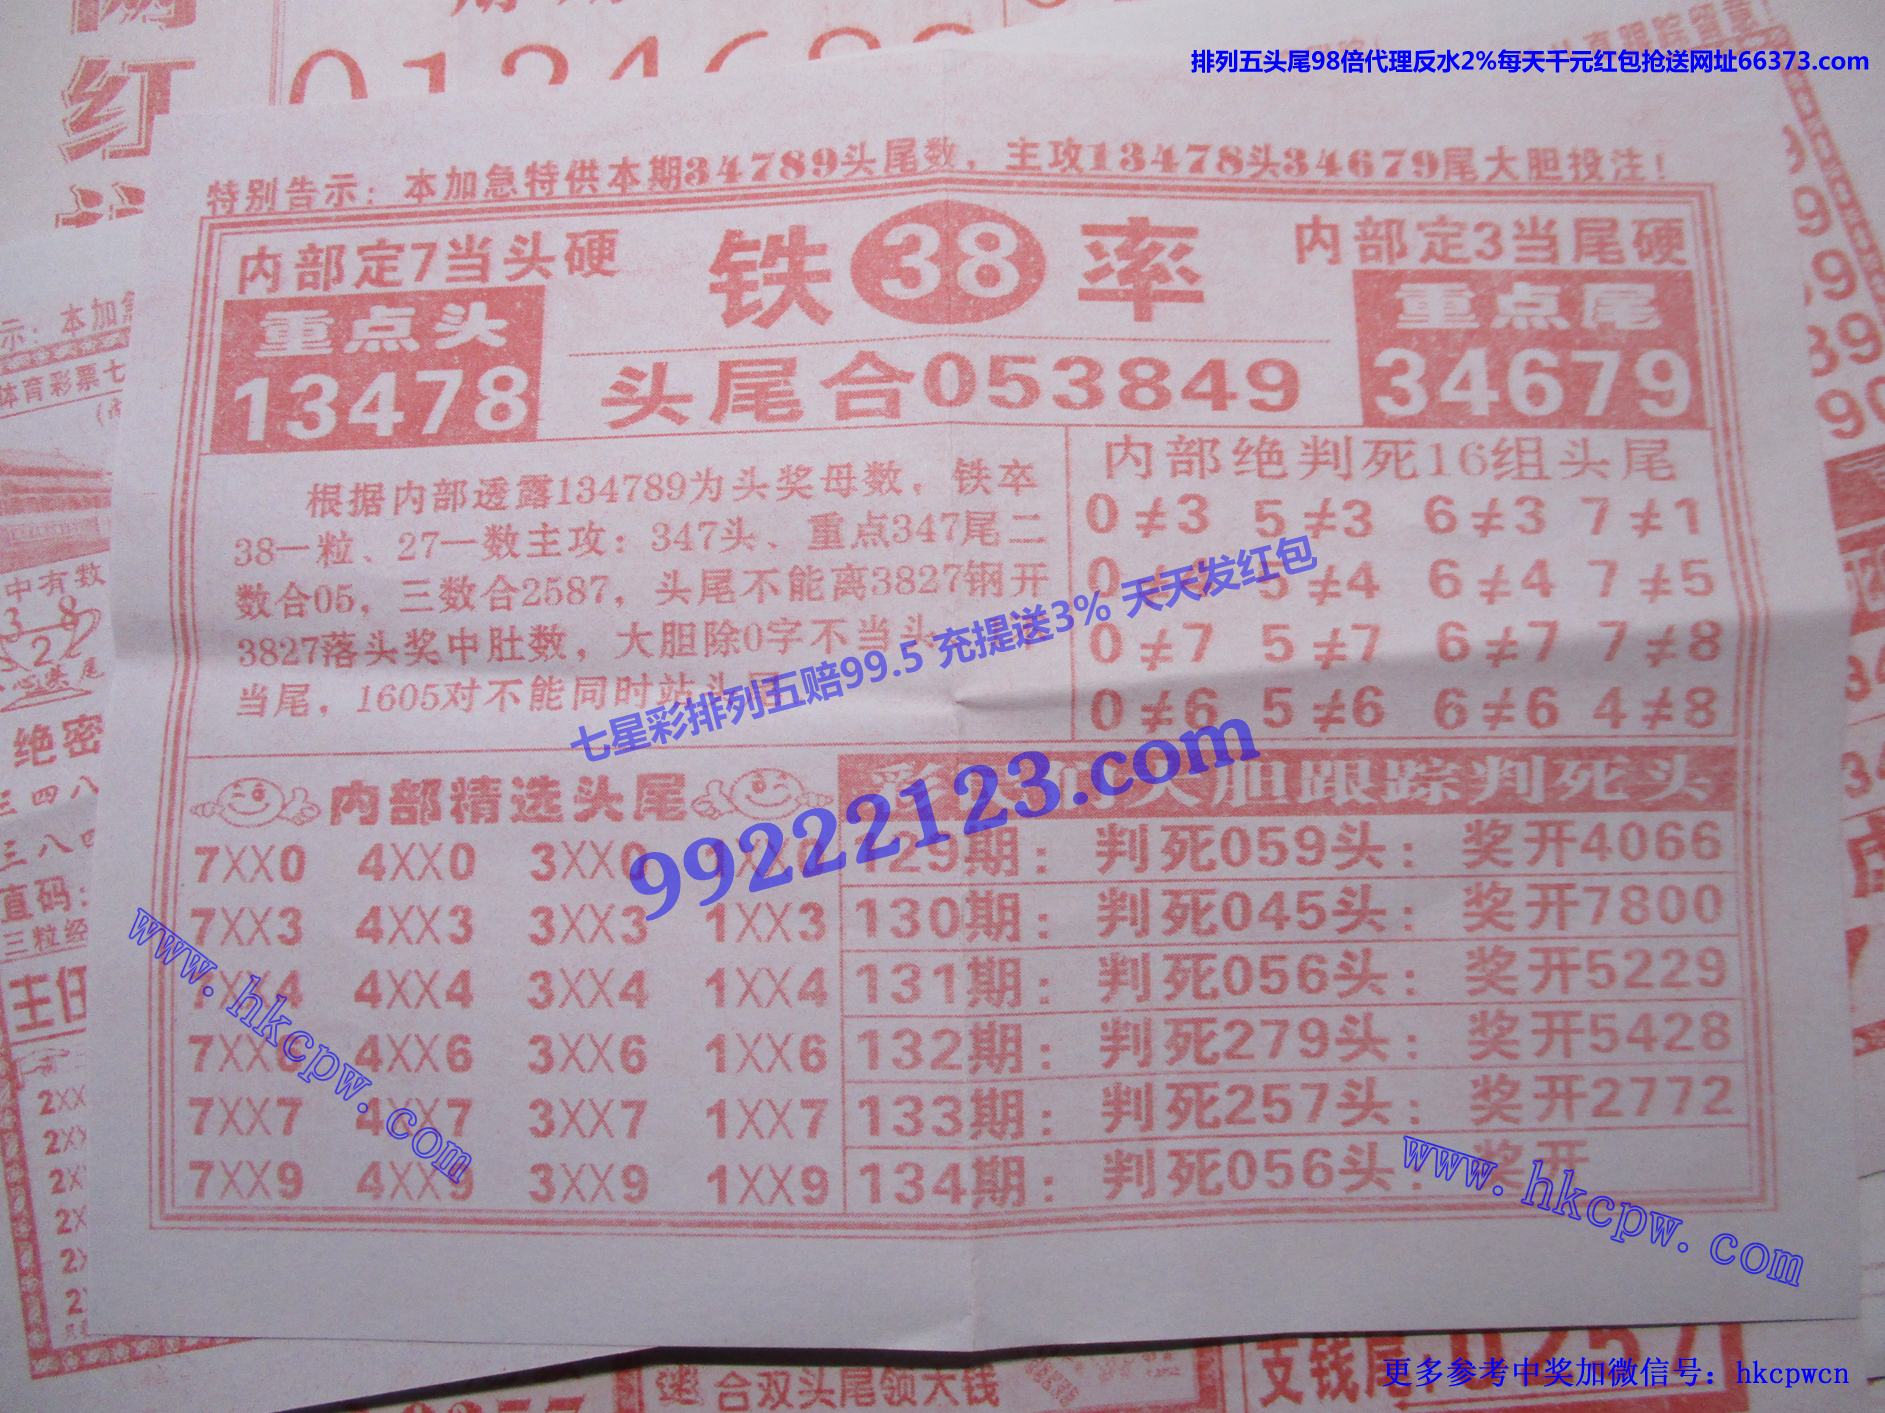 排列五头尾98倍代理反水2%每天千元红包抢送网址66373.com
特别告示：本加急特供本期34789头尾数，主攻13478头34679尾大胆投注！
内部定7当头硬
重点头
13478
铁38率
头尾合053849
内部定3当尾硬
重点尾
34679
根据内部透露134789为头奖母数，铁卒
38一粒、27一数主攻：347头、重点347尾二
数合05，三数合2587，头尾不能离3827钢开
3827落头奖中肚数，大胆除0字不当头
当尾，1605对不能同时站头尾
内部绝判死16组头尾
0≠3 5≠3 6≠3 7≠1
0 5≠4 6≠4 7≠5
0≠7 5≠7 6≠7 7≠8
0≠6 5≠6 6≠6 4≠8
七星彩排列五赔99.5 充提送3% 天天发红包
99222123.com
内部精选头尾
7XX0 4XX0 3XX0
7XX3 4XX3 3XX3 1XX3
7XX4 4XX4 3XX4 1XX4
7XX6 4XX6 3XX6 1XX6
7XX7 4XX7 3XX7 1XX7
7XX9 4XX9 3XX9 1XX9
大胆跟踪判死头
129期：判死059头：奖开4066
130期：判死045头：奖开7800
131期：判死056头：奖开5229
132期：判死279头：奖开5428
133期：判死257头：奖开2772
134期：判死056头：奖开
www.hkcpw.com
www.hkcpw.com
合双头尾领大钱
支钱尾：0257
更多参考中奖加微信号：hkcpwcn